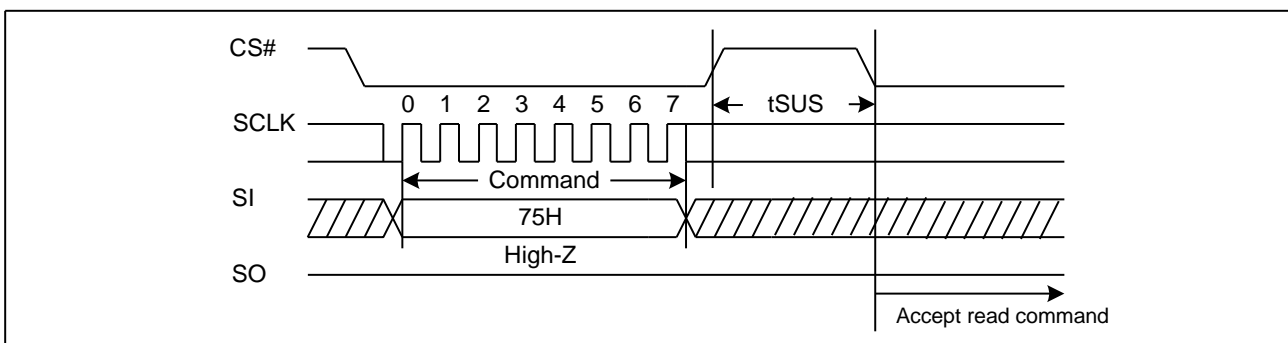 CS#
0 1 2 3 4 5 6 7
tSUS
SCLK
Command
SI
75H
High-Z
SO
Accept read command